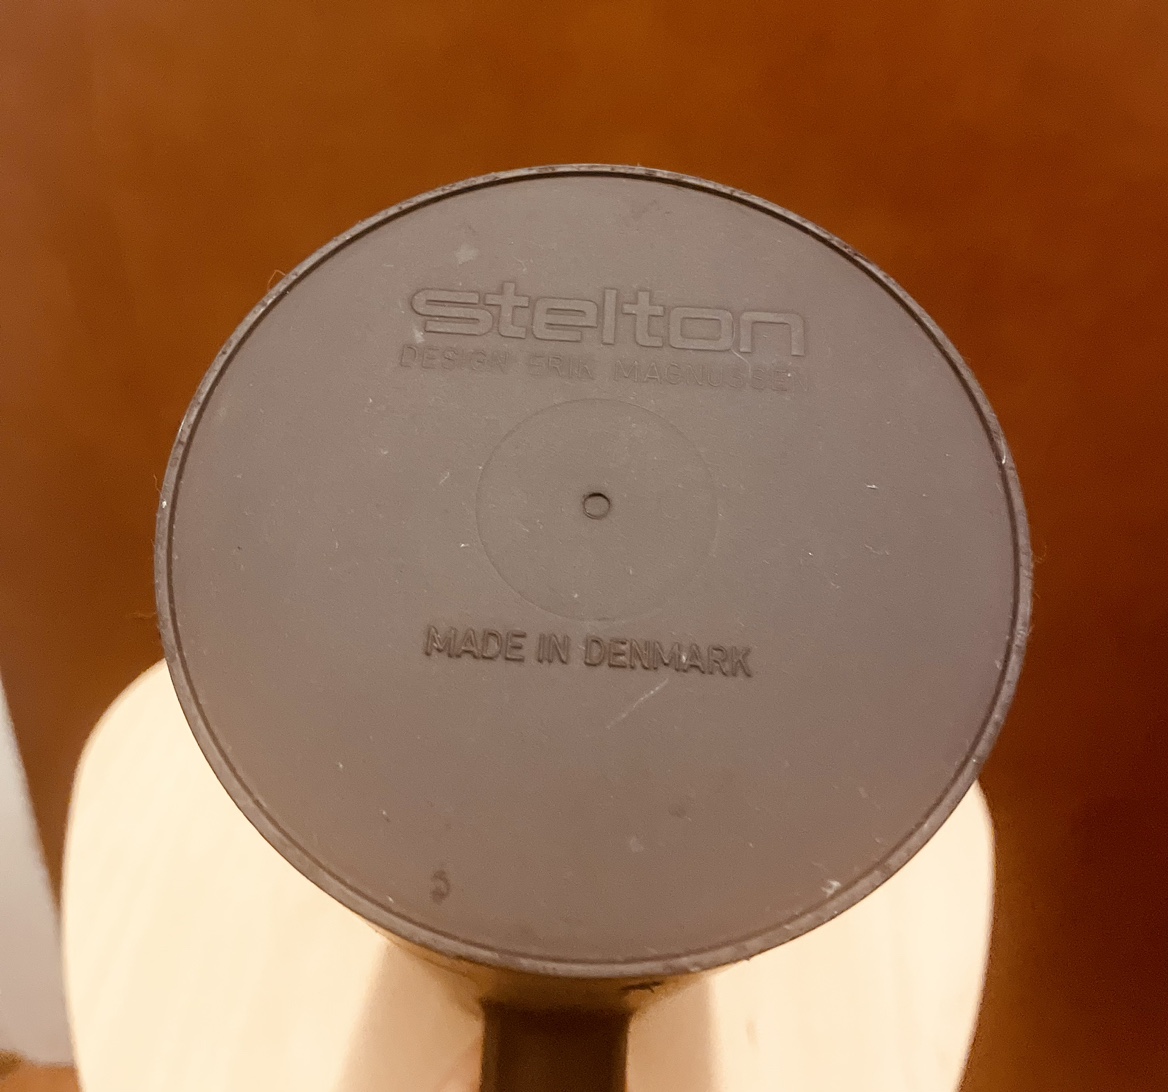 stelton
DESIGN ERIK MAGNUSSEN
MADE IN DENMARK